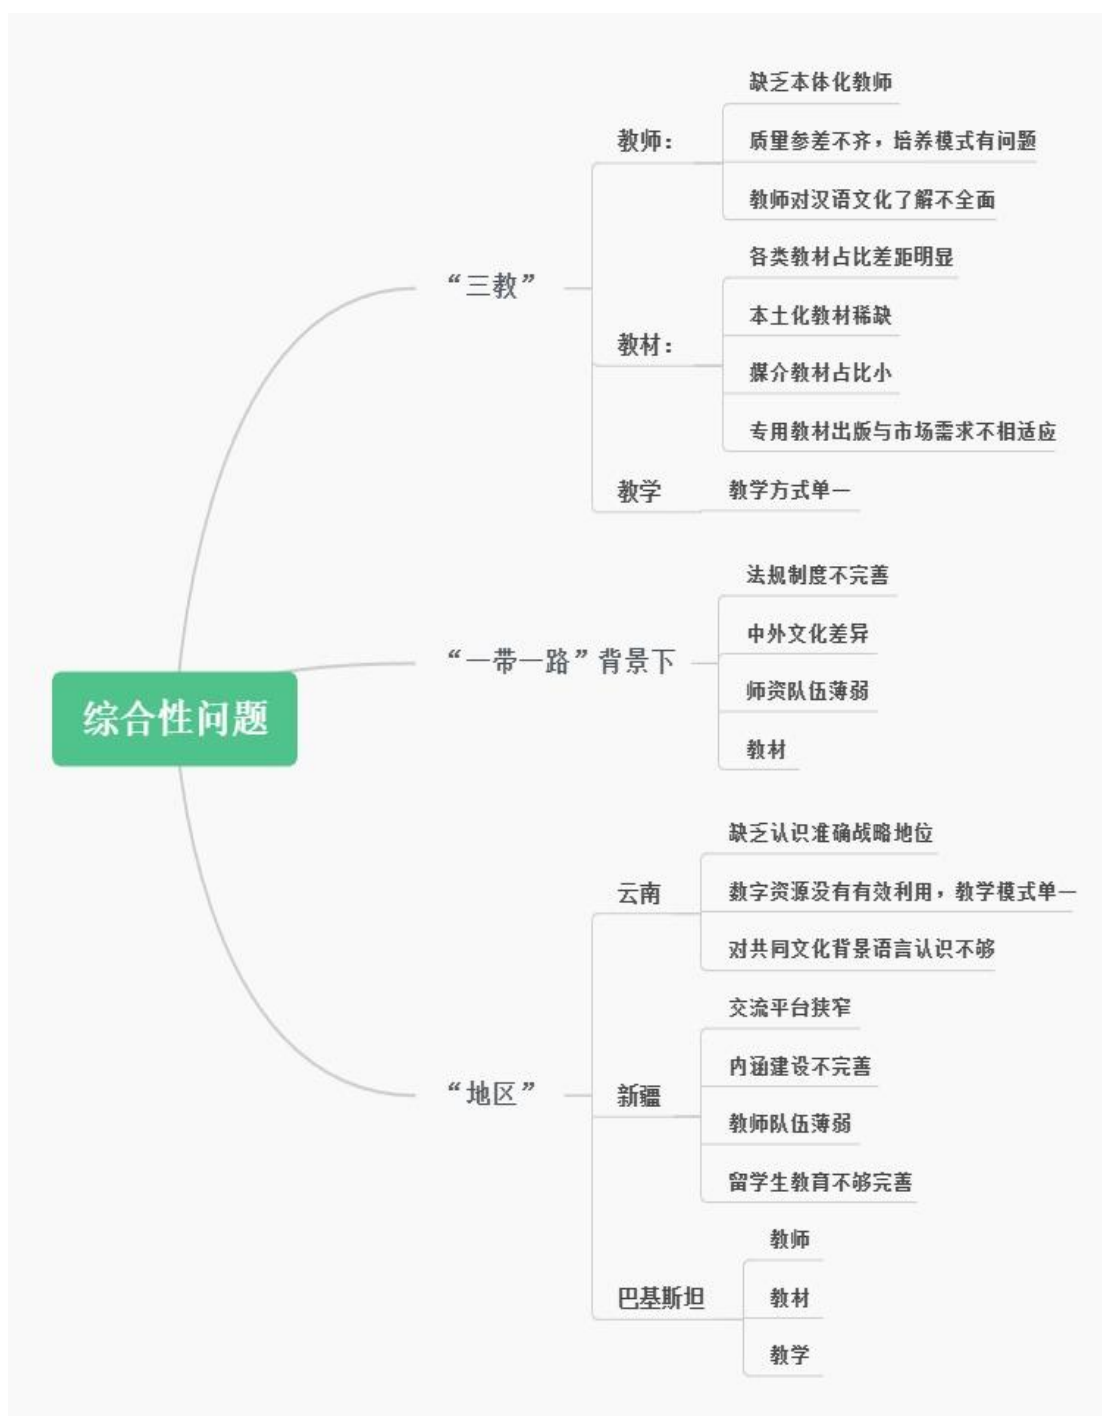 综合性问题
“三教”
教师：
缺乏本体化教师
质里参差不齐，培养模式有问题
教师对汉语文化了解不全面
教材：
各类教材占比差距明显
本土化教材稀缺
媒介教材占比小
专用教材出版与市场需求不相适应
教学
教学方式单一
“一带一路”背景下
法规制度不完善
中外文化差异
师资队伍薄弱
教材
“地区”
云南
缺乏认识准确战略地位
数字资源没有有效利用，教学模式单一
对共同文化背景语言认识不够
新疆
交流平台狭窄
内涵建设不完善
教师队伍薄弱
留学生教育不够完善
巴基斯坦
教师
教材
教学